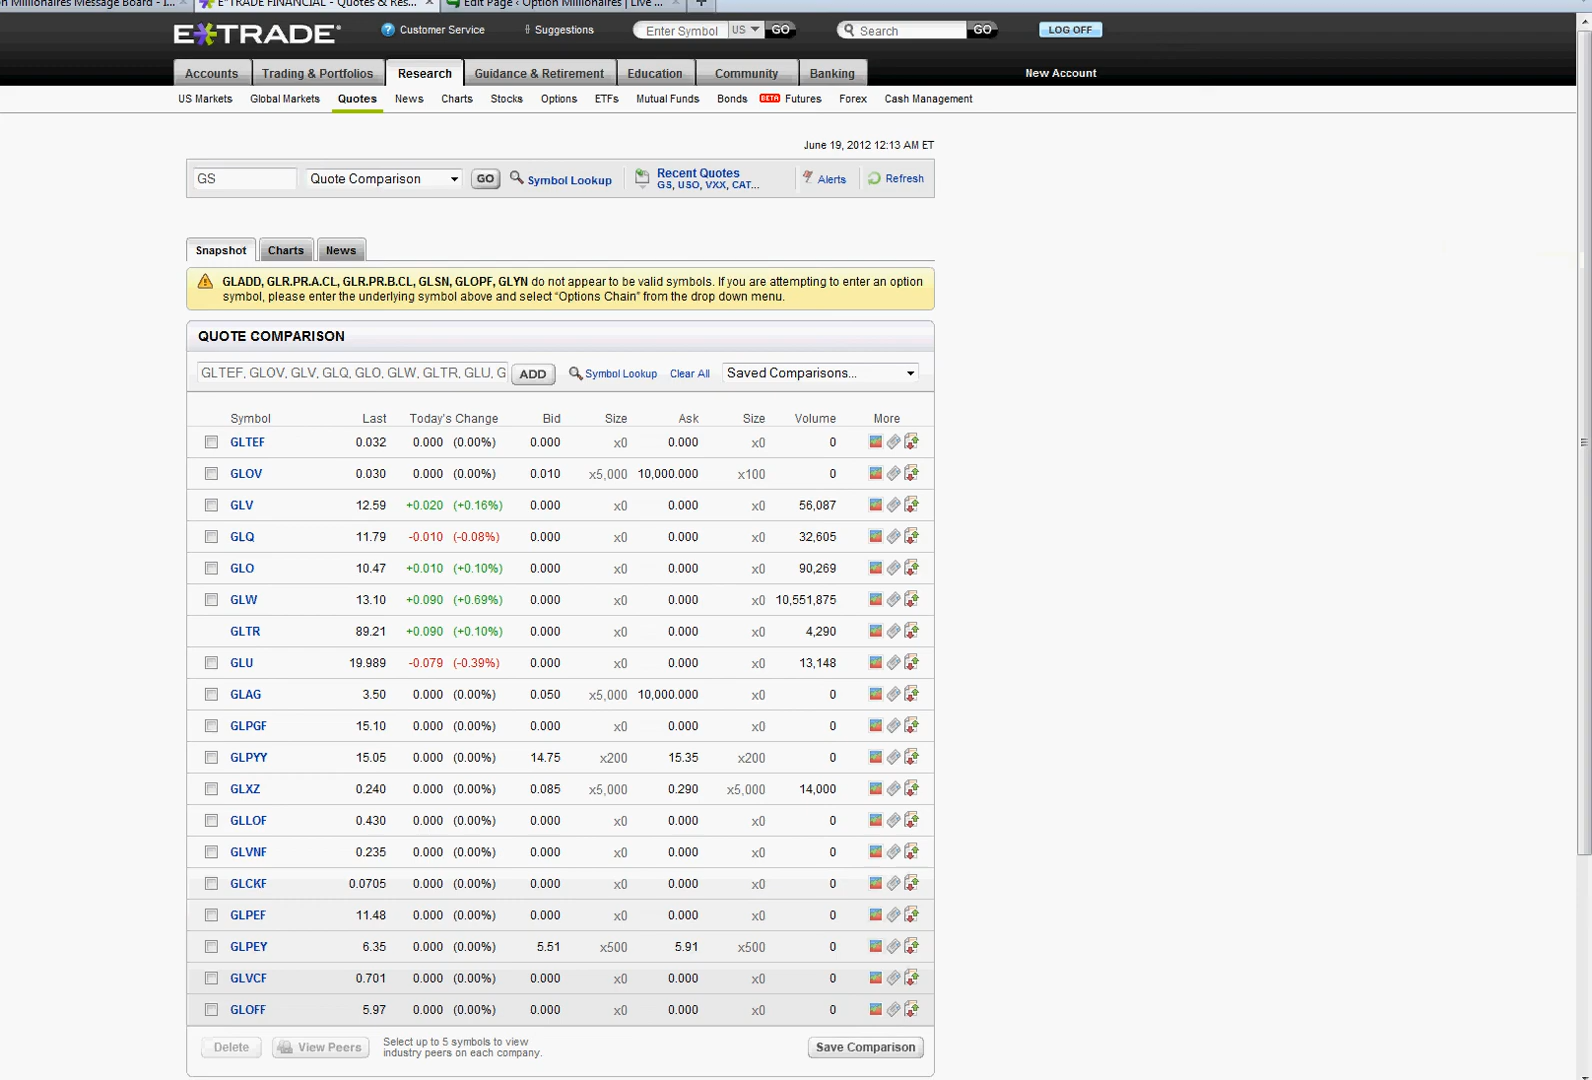 n Millionaires Message Board - I...
E*TRADE FINANCIAL - Quotes & Res...
Edit Page ‹ Option Millionaires | Live ...
E*TRADE
Customer Service
Suggestions
Enter Symbol
US
GO
Search
GO
LOG OFF
Accounts
Trading & Portfolios
Research
Guidance & Retirement
Education
Community
Banking
New Account
US Markets
Global Markets
Quotes
News
Charts
Stocks
Options
ETFs
Mutual Funds
Bonds
BETA Futures
Forex
Cash Management
June 19, 2012 12:13 AM ET
GS
Quote Comparison
GO
Symbol Lookup
Recent Quotes
GS, USO, VXX, CAT...
Alerts
Refresh
Snapshot
Charts
News
GLADD, GLR.PR.A.CL, GLR.PR.B.CL, GLSN, GLOPF, GLYN do not appear to be valid symbols. If you are attempting to enter an option
symbol, please enter the underlying symbol above and select “Options Chain” from the drop down menu.
QUOTE COMPARISON
GLTEF, GLOV, GLV, GLQ, GLO, GLW, GLTR, GLU, G
ADD
Symbol Lookup
Clear All
Saved Comparisons...
Symbol Last Today's Change Bid Size Ask Size Volume More
GLTEF 0.032 0.000 (0.00%) 0.000 x0 0.000 x0 0
GLOV 0.030 0.000 (0.00%) 0.010 x5,000 10,000.000 x100 0
GLV 12.59 +0.020 (+0.16%) 0.000 x0 0.000 x0 56,087
GLQ 11.79 -0.010 (-0.08%) 0.000 x0 0.000 x0 32,605
GLO 10.47 +0.010 (+0.10%) 0.000 x0 0.000 x0 90,269
GLW 13.10 +0.090 (+0.69%) 0.000 x0 0.000 x0 10,551,875
GLTR 89.21 +0.090 (+0.10%) 0.000 x0 0.000 x0 4,290
GLU 19.989 -0.079 (-0.39%) 0.000 x0 0.000 x0 13,148
GLAG 3.50 0.000 (0.00%) 0.050 x5,000 10,000.000 x0 0
GLPGF 15.10 0.000 (0.00%) 0.000 x0 0.000 x0 0
GLPYY 15.05 0.000 (0.00%) 14.75 x200 15.35 x200 0
GLXZ 0.240 0.000 (0.00%) 0.085 x5,000 0.290 x5,000 14,000
GLLOF 0.430 0.000 (0.00%) 0.000 x0 0.000 x0 0
GLVNF 0.235 0.000 (0.00%) 0.000 x0 0.000 x0 0
GLCKF 0.0705 0.000 (0.00%) 0.000 x0 0.000 x0 0
GLPEF 11.48 0.000 (0.00%) 0.000 x0 0.000 x0 0
GLPEY 6.35 0.000 (0.00%) 5.51 x500 5.91 x500 0
GLVCF 0.701 0.000 (0.00%) 0.000 x0 0.000 x0 0
GLOFF 5.97 0.000 (0.00%) 0.000 x0 0.000 x0 0
Delete
View Peers
Select up to 5 symbols to view
industry peers on each company.
Save Comparison